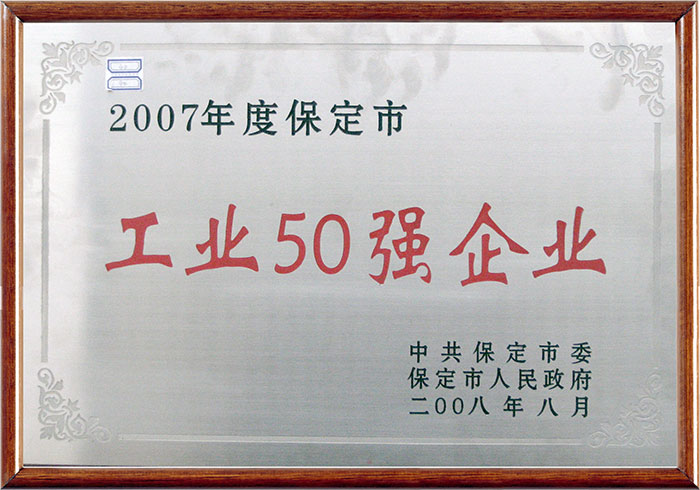 2007年度保定市
工业50强企业
中共保定市委
保定市人民政府
二00八年八月